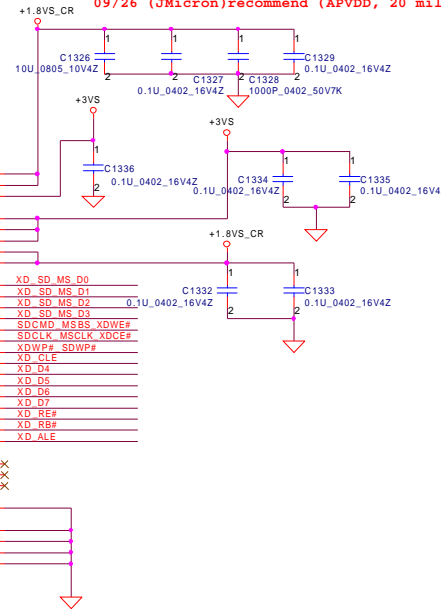 09/26 (JMicron)recommend (APVDD, 20 mil
+1.8VS_CR
1 1 1 1
C1326 C1329
10U_0805_10V4Z 0.1U_0402_16V4Z
2 2 2 2
C1327 C1328
0.1U_0402_16V4Z 1000P_0402_50V7K
+3VS
+3VS
1
C1336
0.1U_0402_16V4Z
2
1 1
C1334 C1335
0.1U_0402_16V4Z 0.1U_0402_16V4
2 2
+1.8VS_CR
1 1
C1332 C1333
0.1U_0402_16V4Z 0.1U_0402_16V4Z
2 2
XD_SD_MS_D0
XD_SD_MS_D1
XD_SD_MS_D2
XD_SD_MS_D3
SDCMD_MSBS_XDWE#
SDCLK_MSCLK_XDCE#
XDWP#_SDWP#
XD_CLE
XD_D4
XD_D5
XD_D6
XD_D7
XD_RE#
XD_RB#
XD_ALE